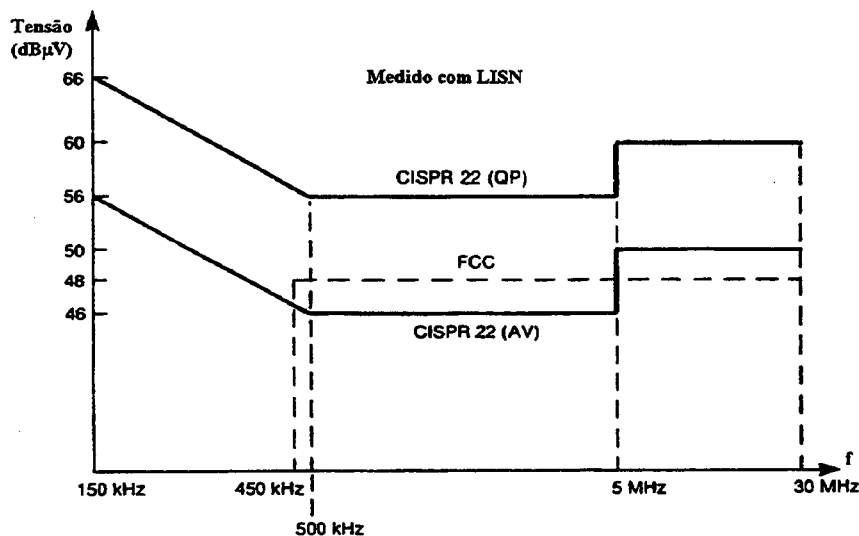 Tensão
(dBµV)
Medido com LISN
66
60
56
50
48
46
CISPR 22 (QP)
FCC
CISPR 22 (AV)
f
150 kHz
450 kHz
500 kHz
5 MHz
30 MHz